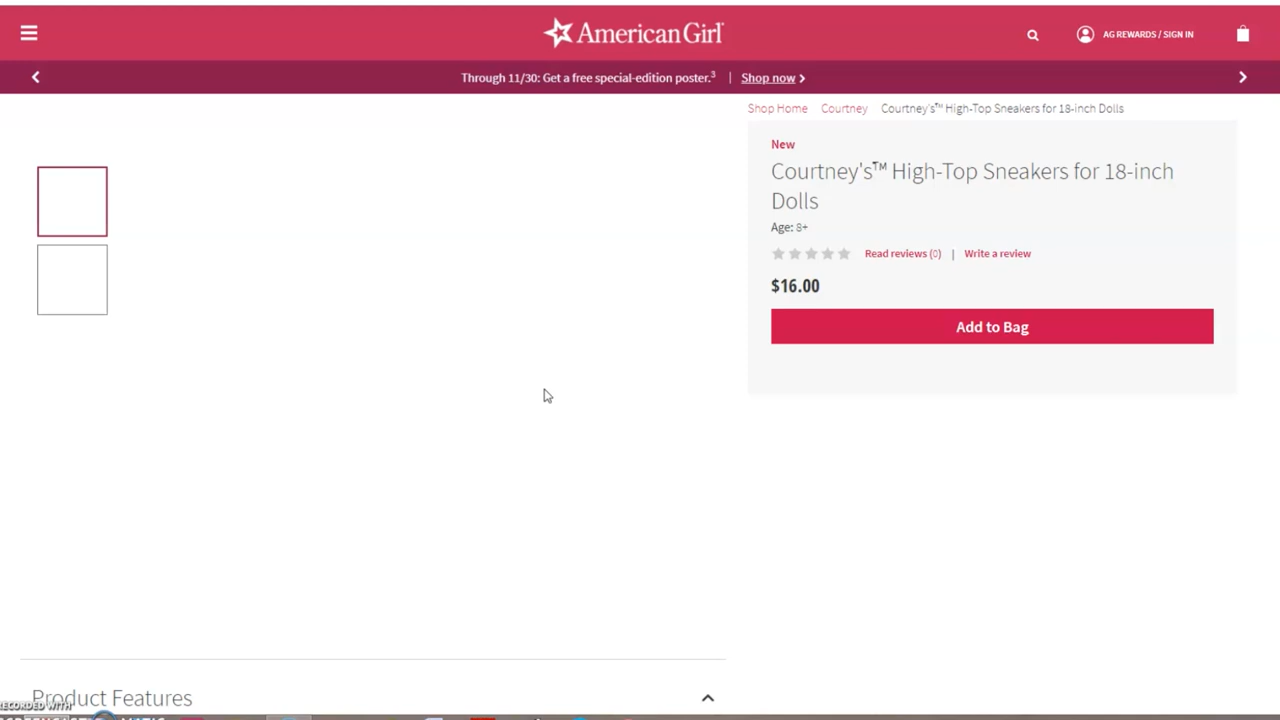 American Girl
AG REWARDS / SIGN IN
Through 11/30: Get a free special-edition poster.3 | Shop now
Shop Home Courtney Courtney's™ High-Top Sneakers for 18-inch Dolls
New
Courtney's™ High-Top Sneakers for 18-inch
Dolls
Age: 8+
Read reviews (0) | Write a review
$16.00
Add to Bag
Product Features
RECORDED WITH